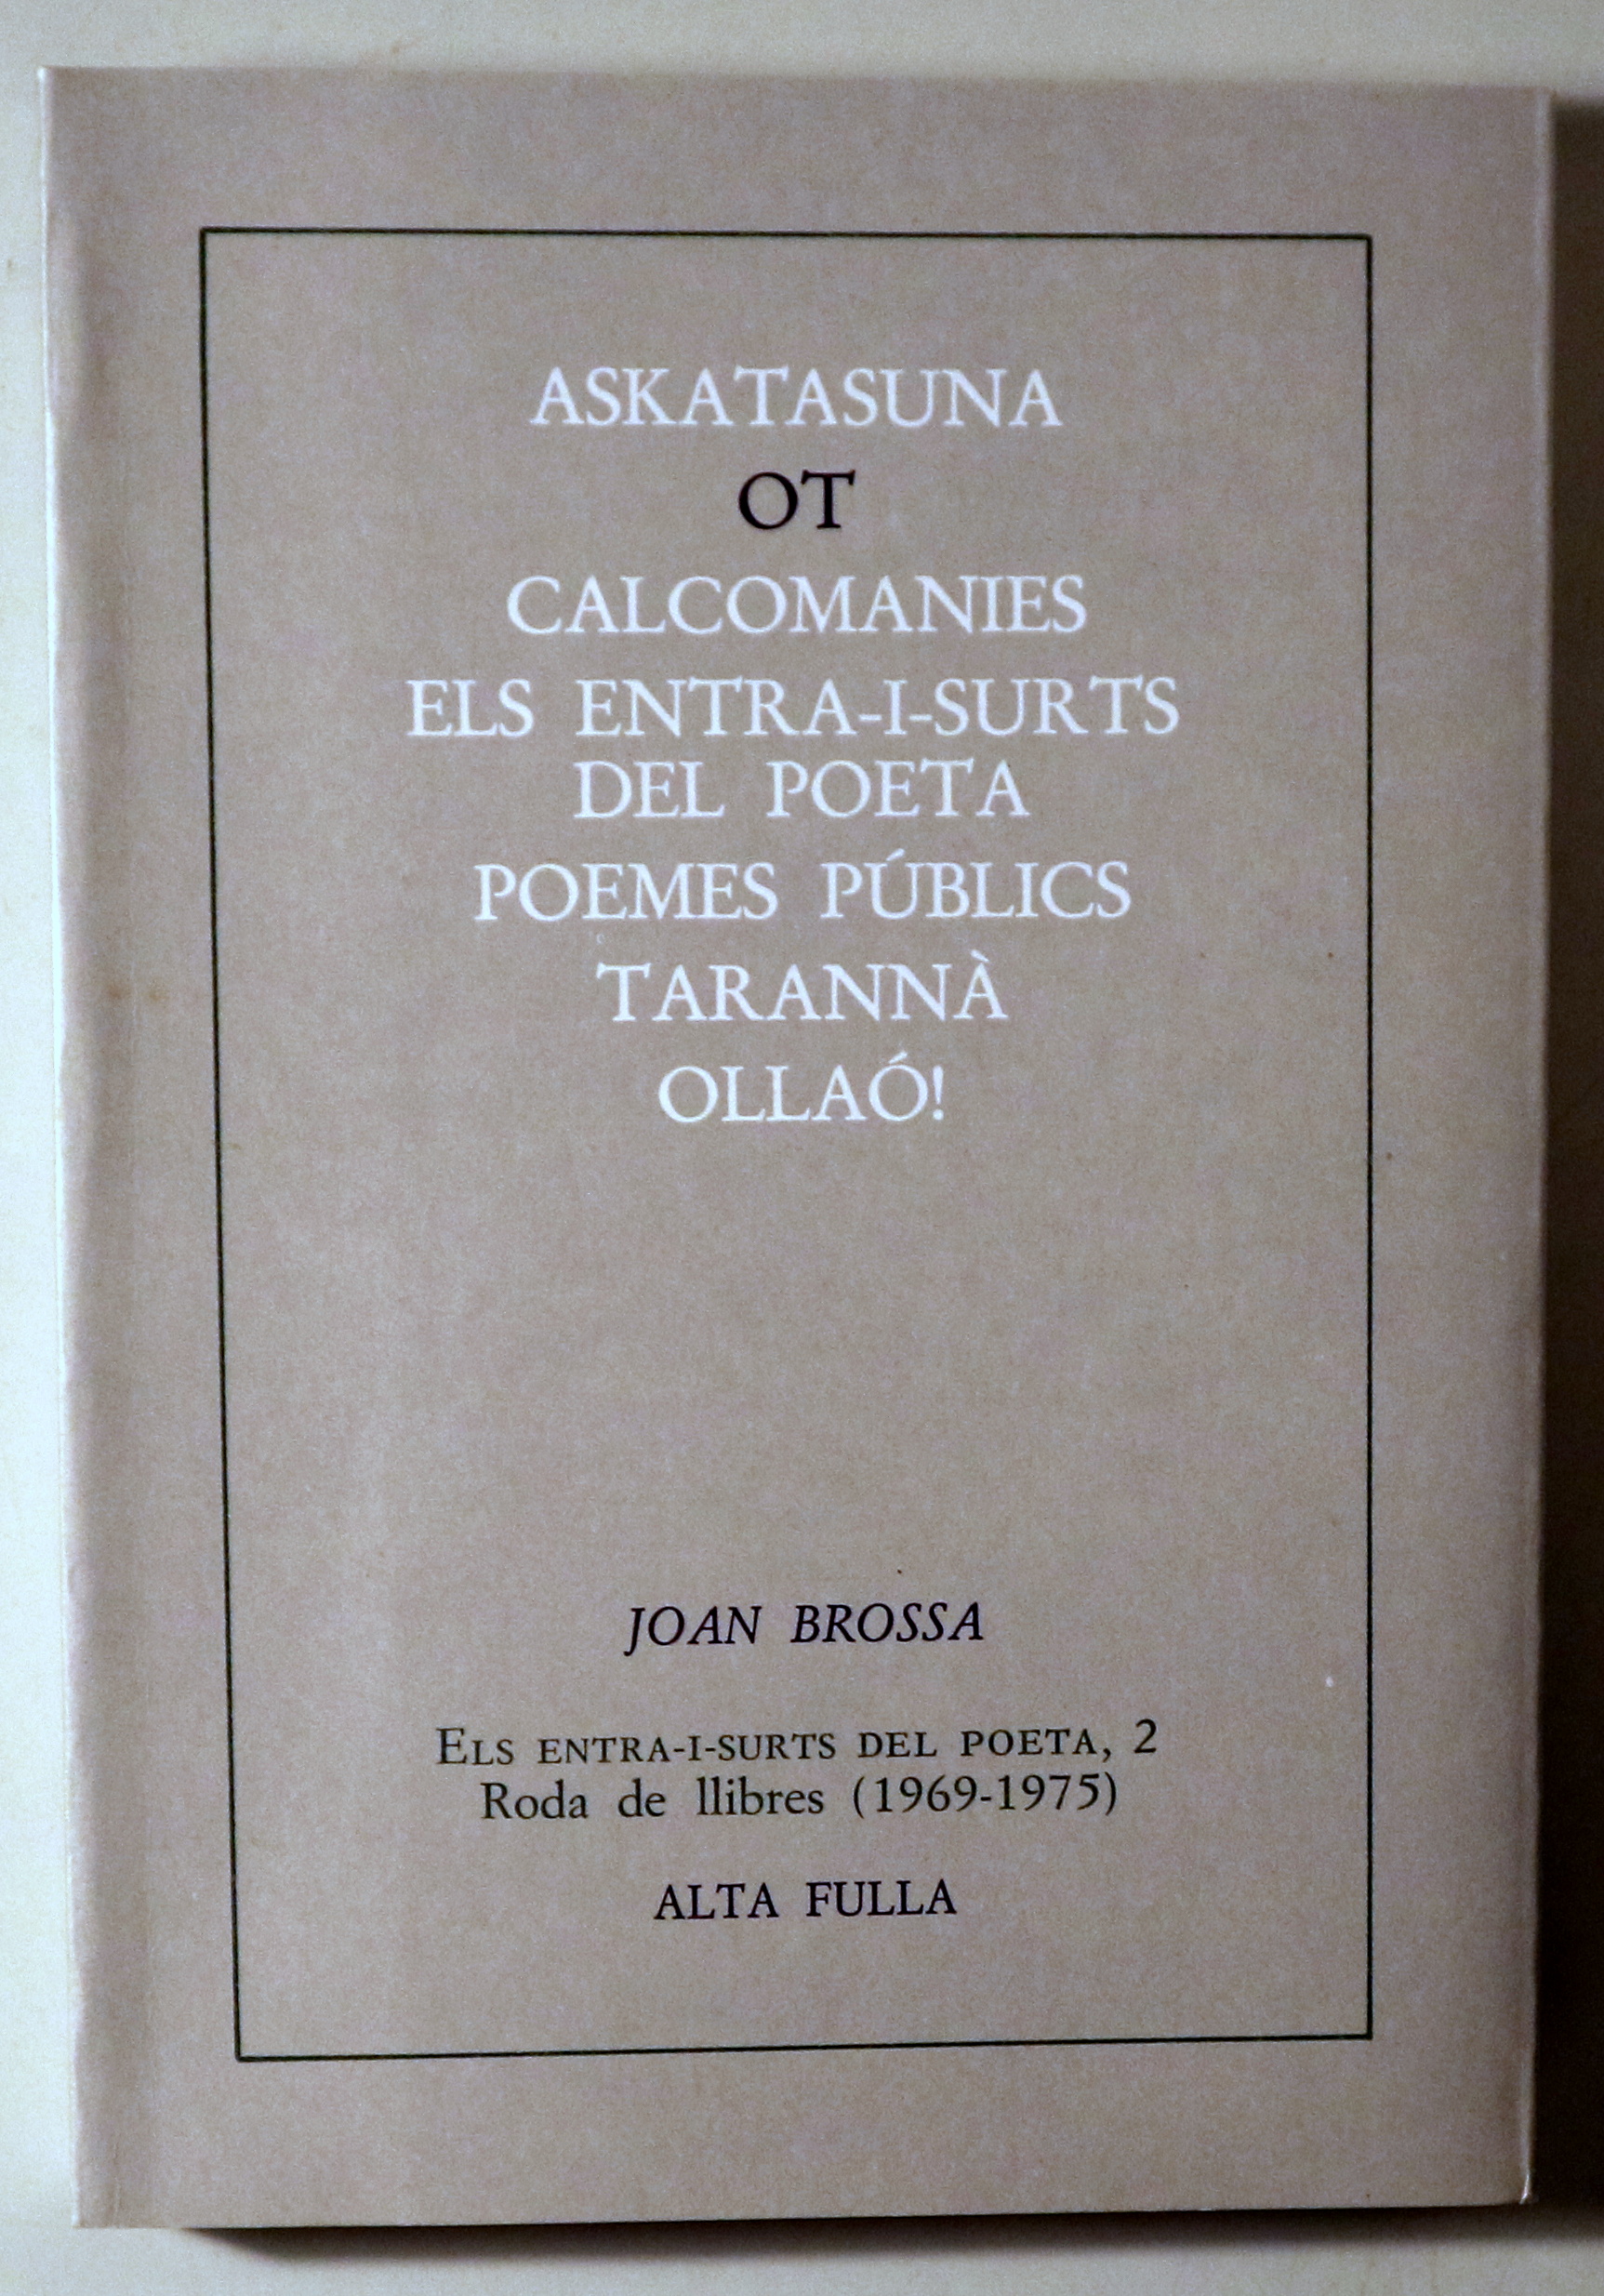 ASKATASUNA
OT
CALCOMANIES
ELS ENTRA-I-SURTS
DEL POETA
POEMES PÚBLICS
TARANNÀ
OLLAÓ!
JOAN BROSSA
ELS ENTRA-I-SURTS DEL POETA, 2
Roda de llibres (1969-1975)
ALTA FULLA